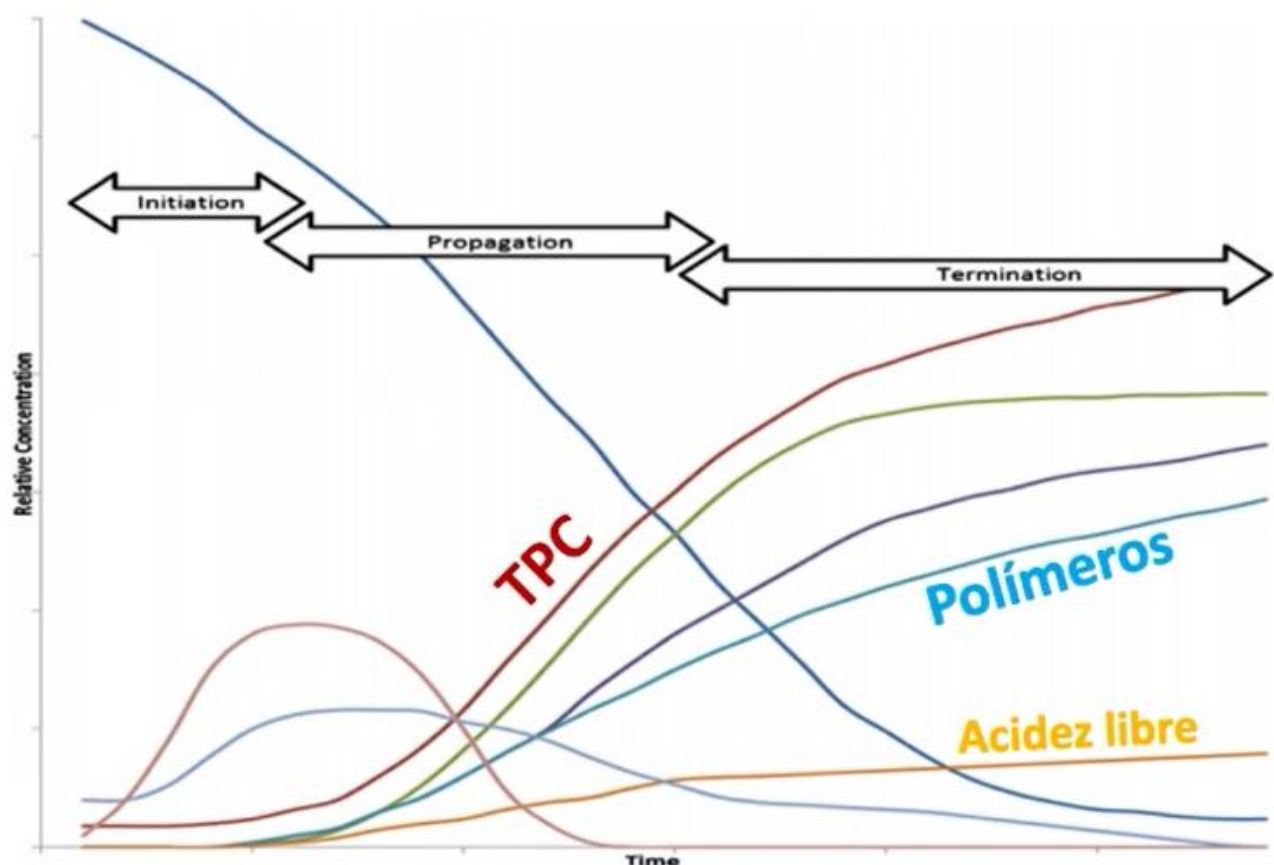 Initiation
Propagation
Termination
Relative Concentration
TPC
Polímeros
Acidez libre
Time